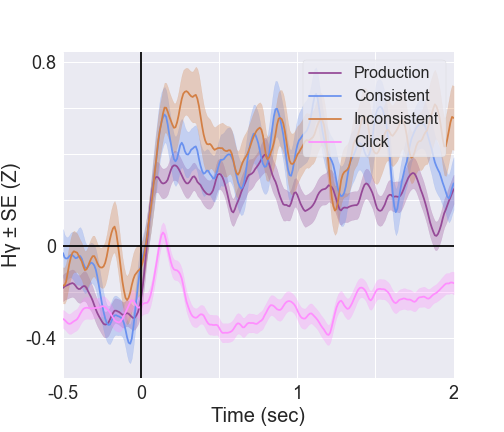 0.8
0
-0.4
Hγ ± SE (Z)
Production
Consistent
Inconsistent
Click
-0.5
0
1
2
Time (sec)